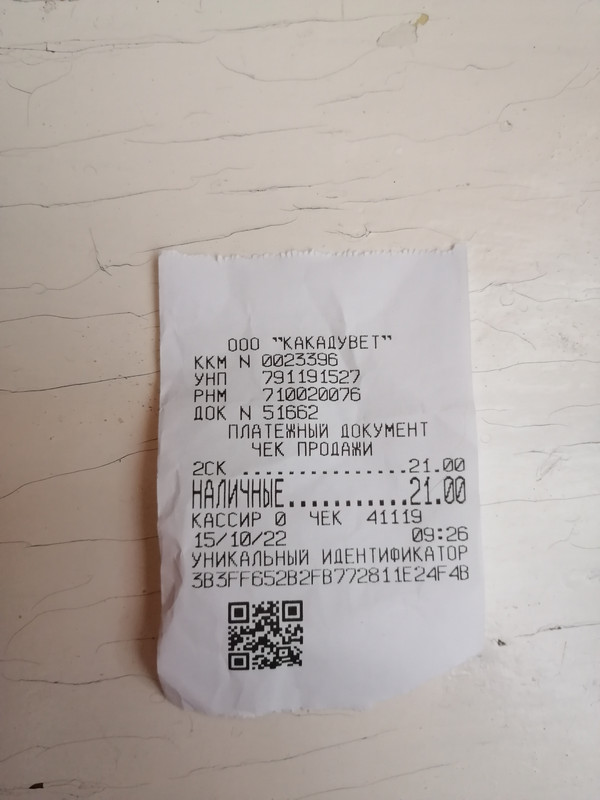 ООО "КАКАДУВЕТ"
ККМ N 0023396
УНП 791191527
РНМ 710020076
ДОК N 51662
ПЛАТЕЖНЫЙ ДОКУМЕНТ
ЧЕК ПРОДАЖИ
2СК ...............21.00
НАЛИЧНЫЕ...........21.00
КАССИР 0 ЧЕК 41119
15/10/22 09:26
УНИКАЛЬНЫЙ ИДЕНТИФИКАТОР
3B3FF652B2FB772811E24F4B